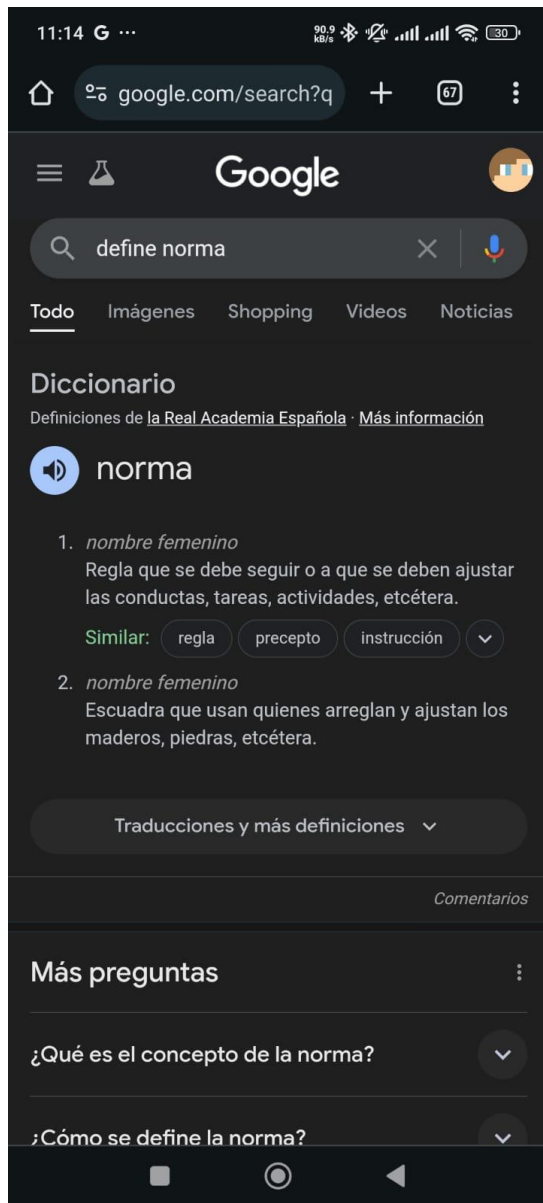 11:14 G ...
90.9 kB/s 30
google.com/search?q 67
Google
define norma
Todo Imágenes Shopping Videos Noticias
Diccionario
Definiciones de la Real Academia Española · Más información
norma
1. nombre femenino
Regla que se debe seguir o a que se deben ajustar
las conductas, tareas, actividades, etcétera.
Similar: regla precepto instrucción
2. nombre femenino
Escuadra que usan quienes arreglan y ajustan los
maderos, piedras, etcétera.
Traducciones y más definiciones
Comentarios
Más preguntas
¿Qué es el concepto de la norma?
¿Cómo se define la norma?